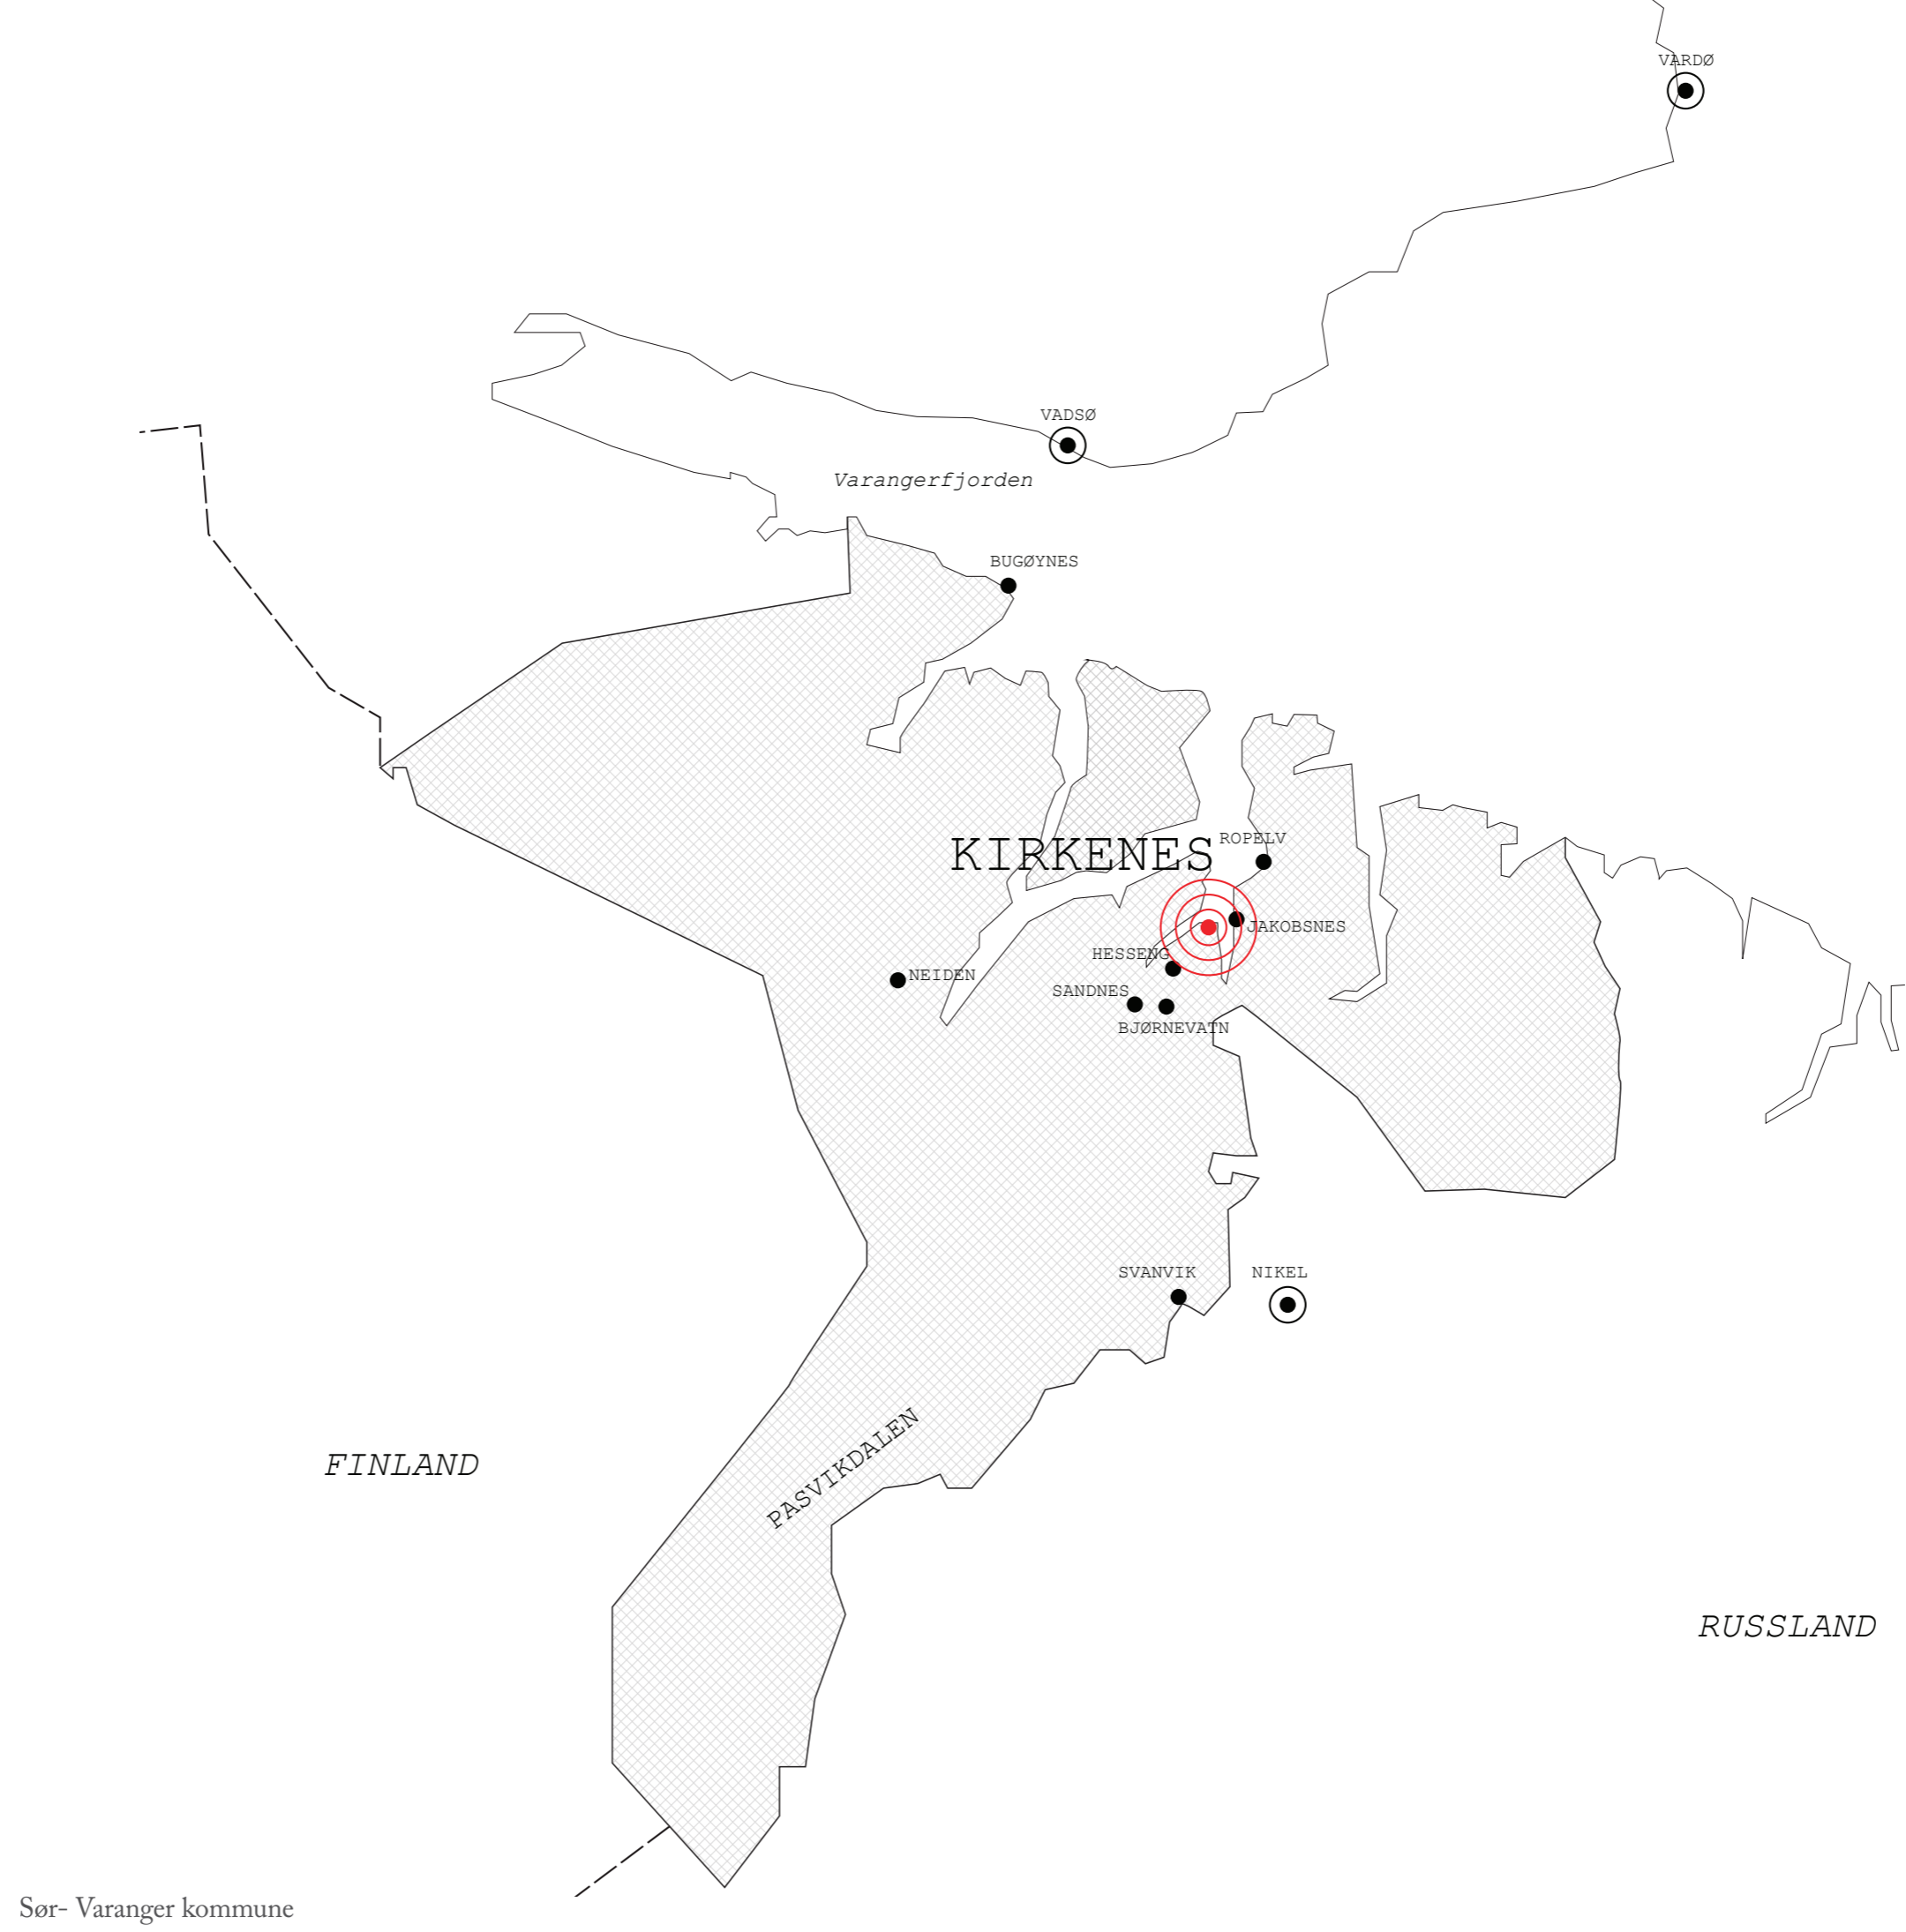 VARDØ
VADSØ
Varangerfjorden
BUGØYNES
KIRKENES
ROPELV
JAKOBSNES
HESSENG
NEIDEN
SANDNES
BJØRNEVATN
SVANVIK
NIKEL
PASVIKDALEN
FINLAND
RUSSLAND
Sør- Varanger kommune